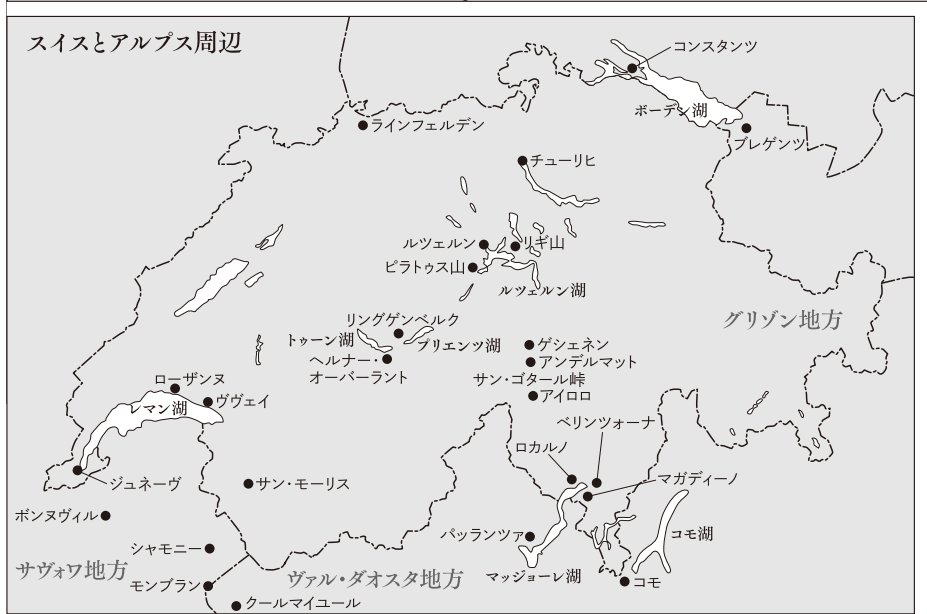 スイスとアルプス周辺
コンスタンツ
ボーデン湖
ラインフェルデン
ブレゲンツ
チューリヒ
ルツェルン
リギ山
ピラトゥス山
ルツェルン湖
グリゾン地方
リングゲンベルク
トゥーン湖
ブリエンツ湖
ゲシェネン
ヘルナー・
オーバーラント
アンデルマット
サン・ゴタール峠
アイロロ
ローザンヌ
レマン湖
ヴヴェイ
ベリンツォーナ
ロカルノ
マガディーノ
ジュネーヴ
サン・モーリス
ボンヌヴィル
パッランツァ
コモ湖
シャモニー
サヴォワ地方
ヴァル・ダオスタ地方
マッジョーレ湖
モンブラン
コモ
クールマイユール